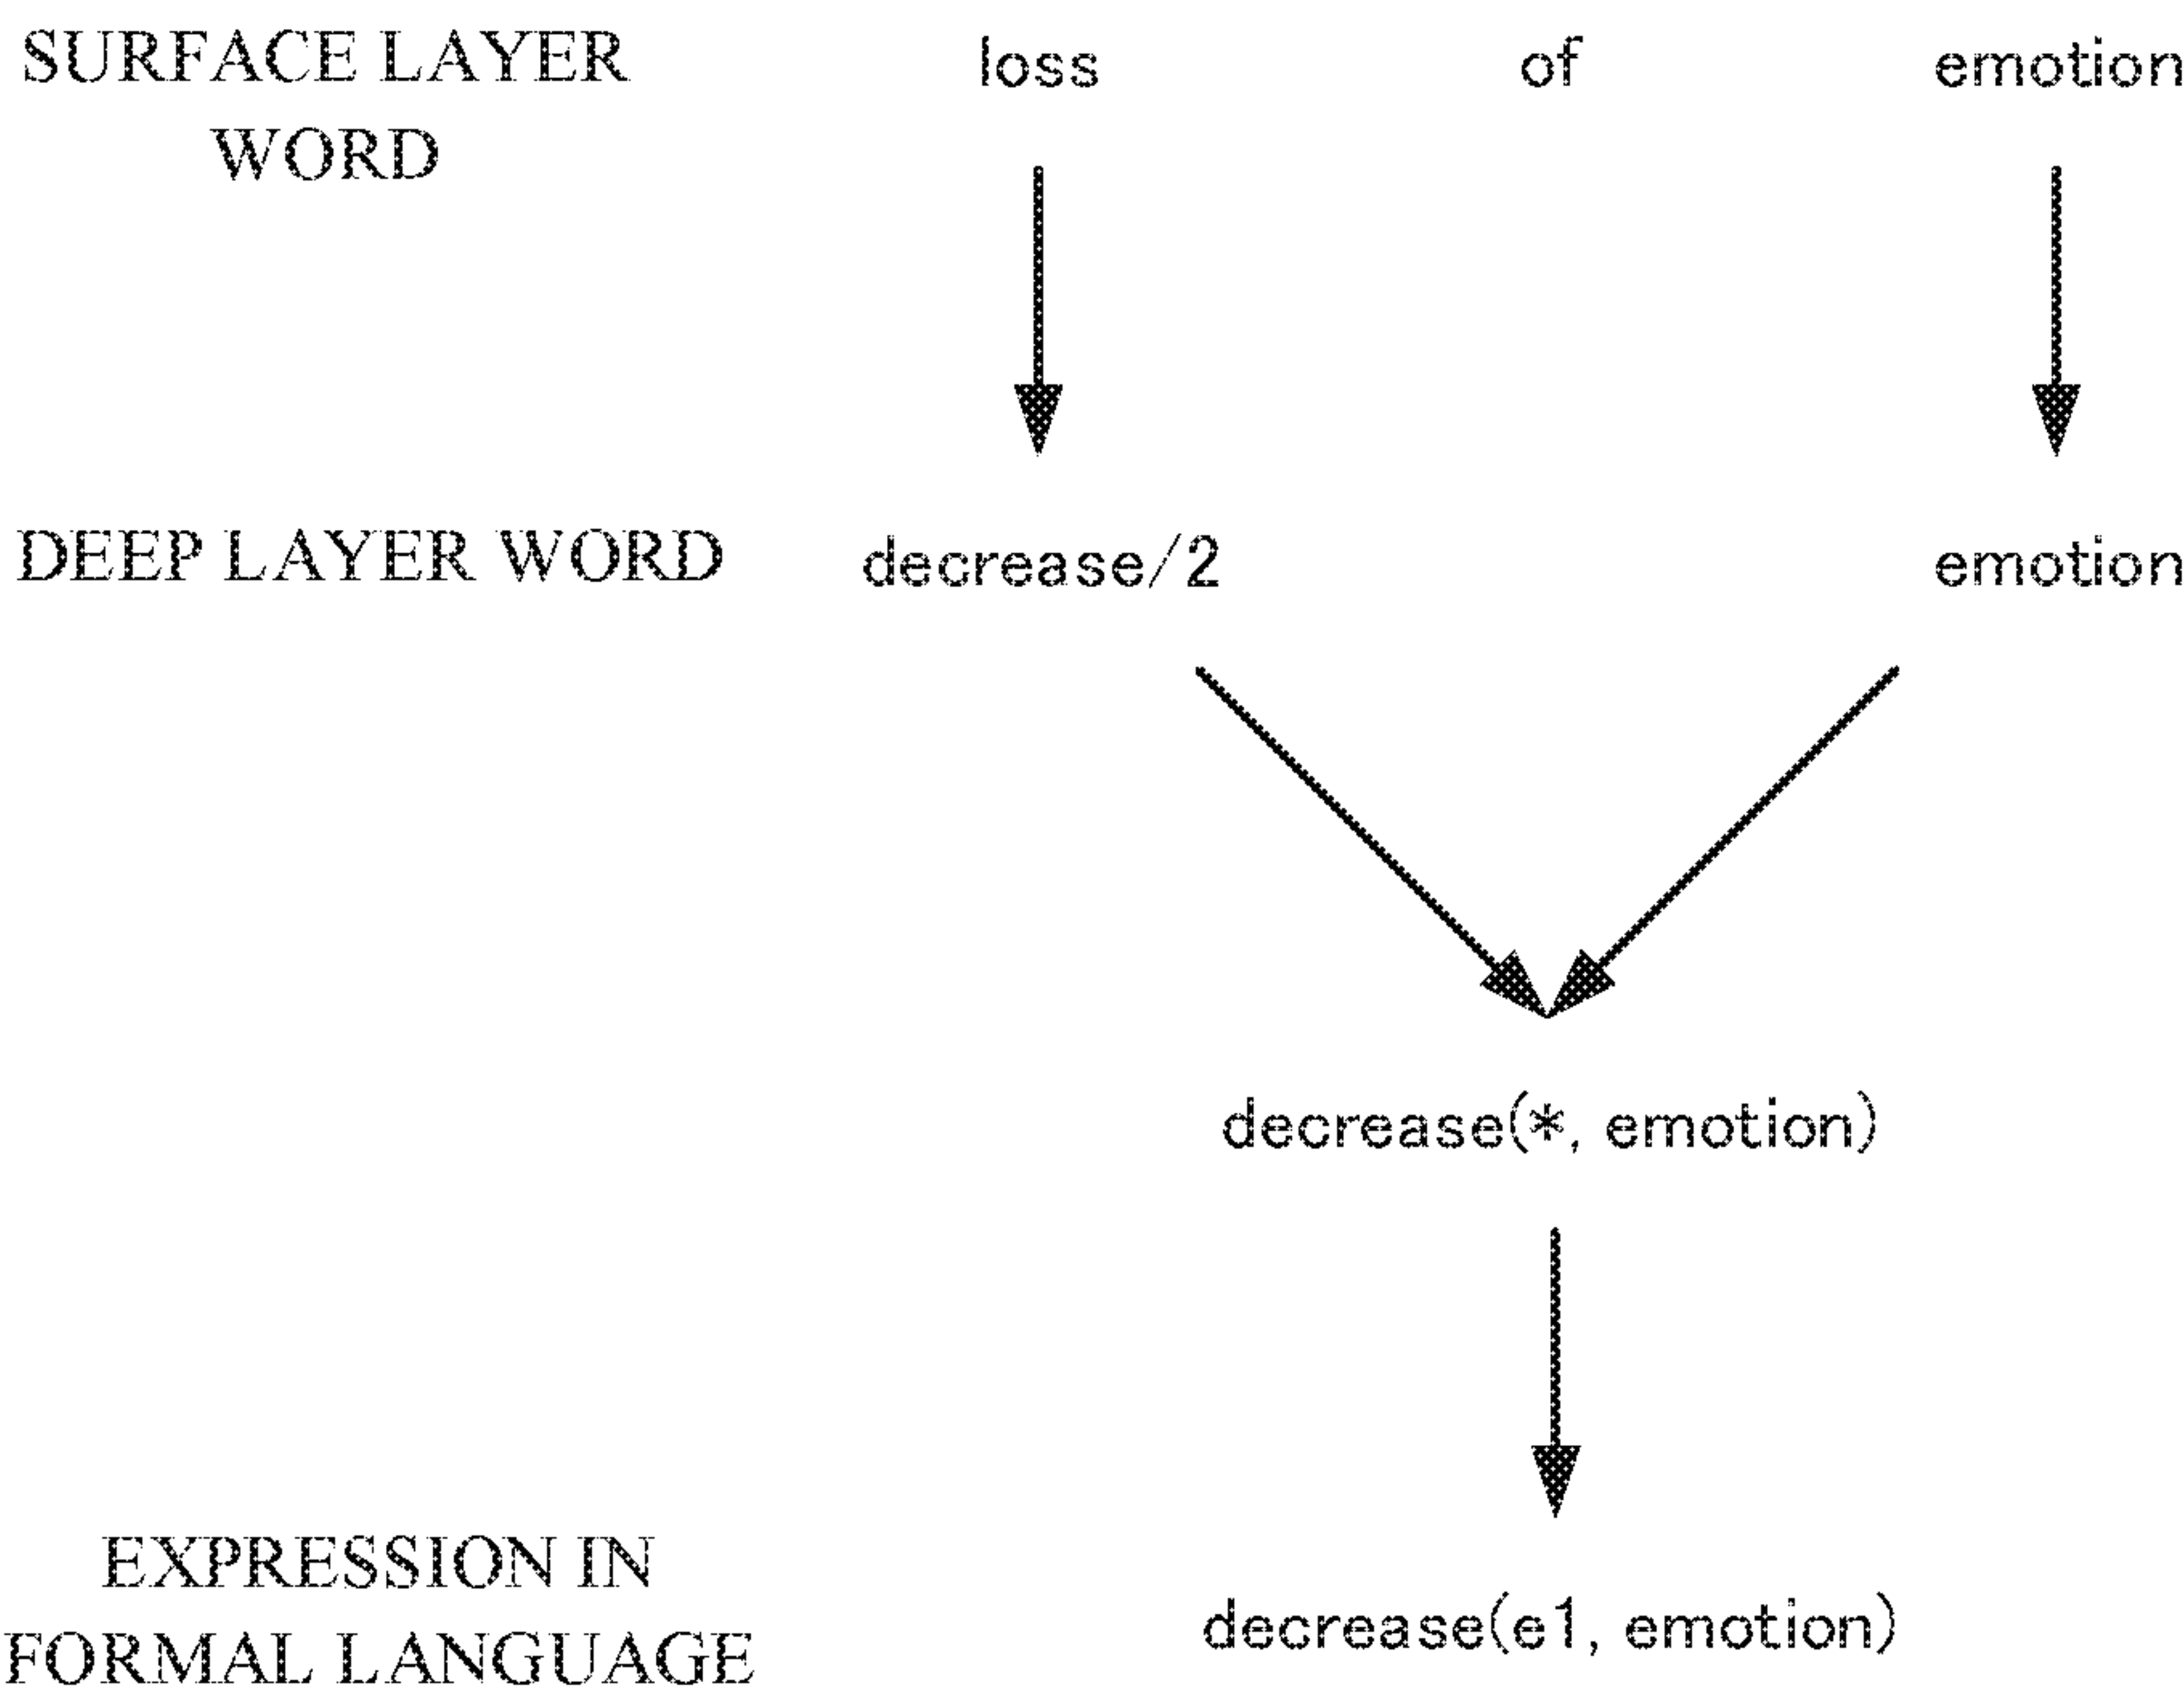 SURFACE LAYER
WORD
loss of emotion
DEEP LAYER WORD decrease/2 emotion
decrease(*, emotion)
EXPRESSION IN
FORMAL LANGUAGE
decrease(e1, emotion)